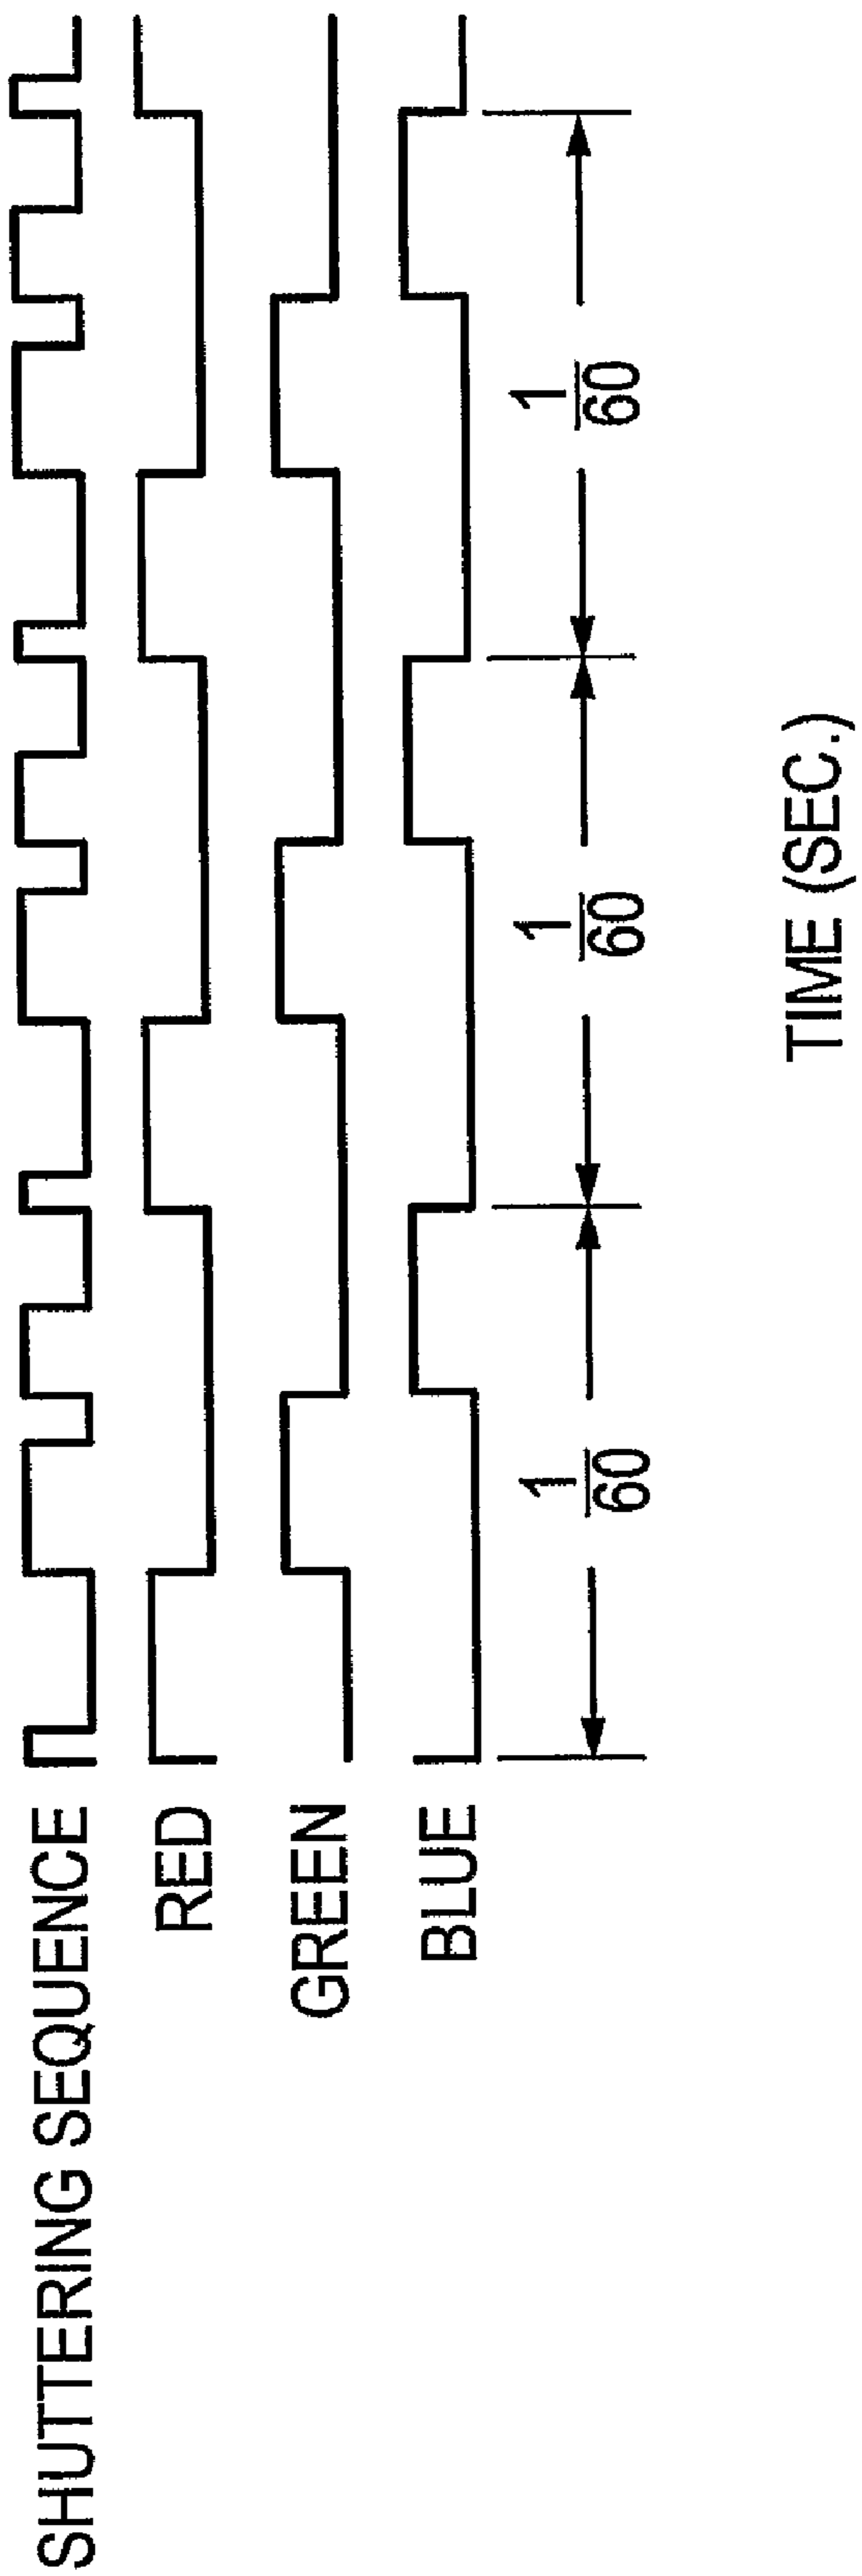 SHUTTERING SEQUENCE
RED
GREEN
BLUE
1/60 1/60 1/60
TIME (SEC.)